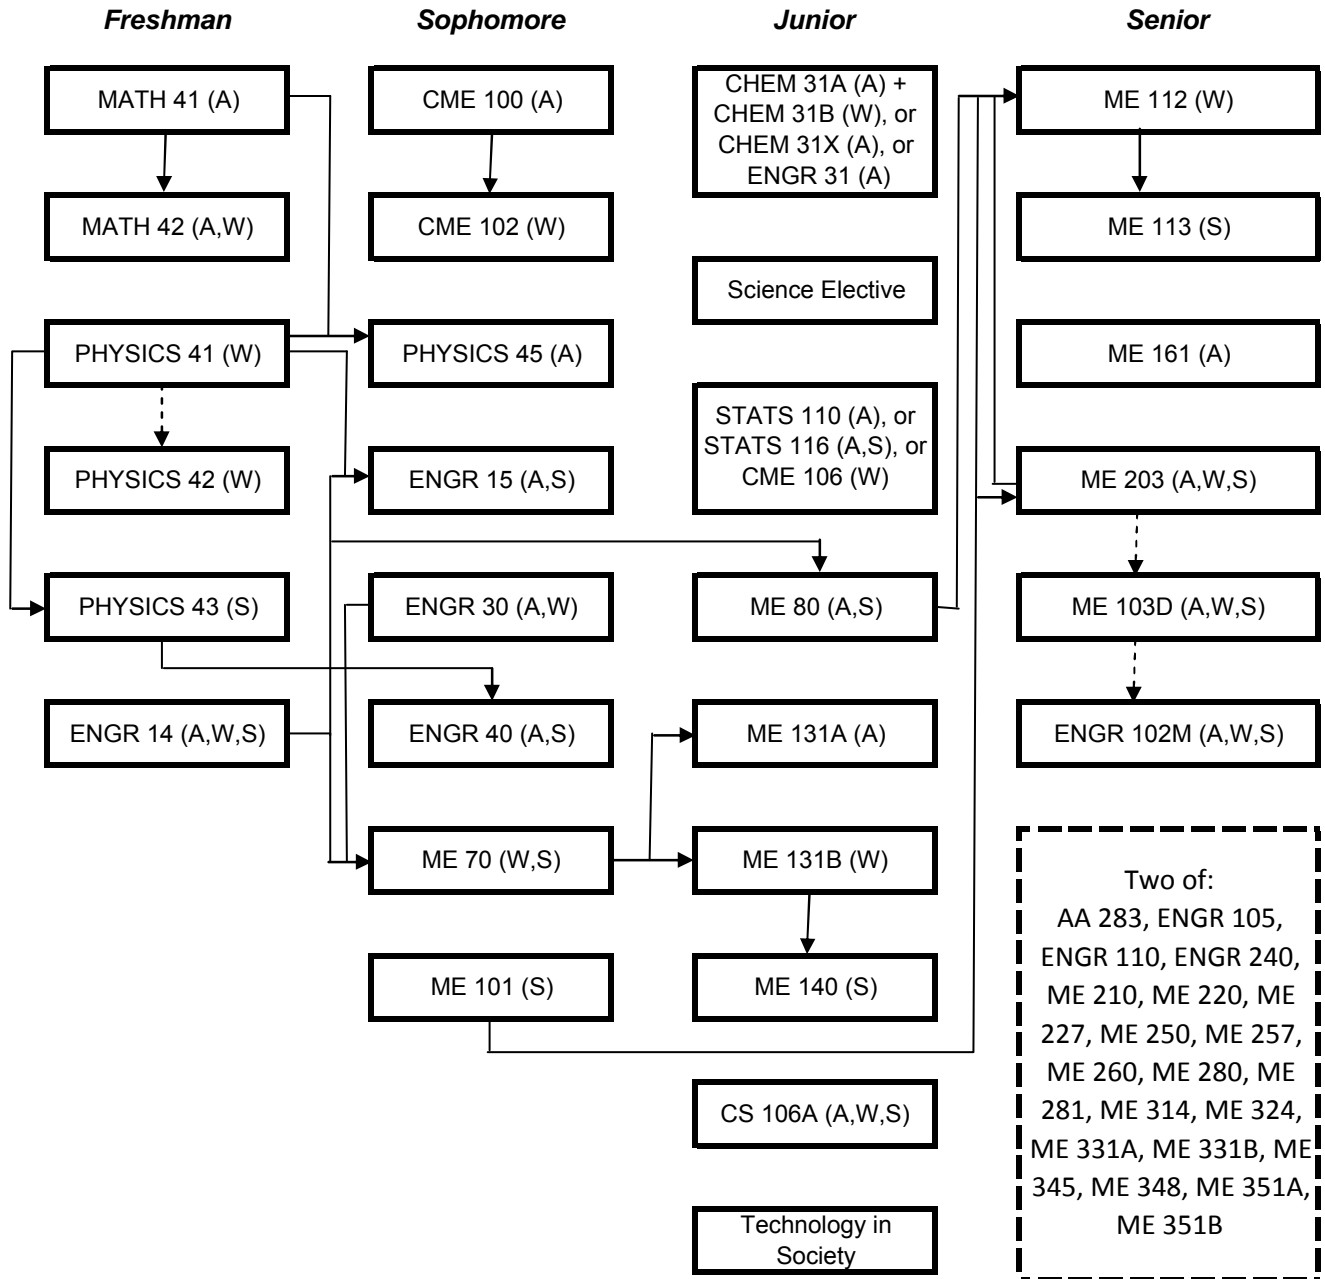 Freshman
Sophomore
Junior
Senior
MATH 41 (A)
MATH 42 (A,W)
PHYSICS 41 (W)
PHYSICS 42 (W)
PHYSICS 43 (S)
ENGR 14 (A,W,S)
CME 100 (A)
CME 102 (W)
PHYSICS 45 (A)
ENGR 15 (A,S)
ENGR 30 (A,W)
ENGR 40 (A,S)
ME 70 (W,S)
ME 101 (S)
CHEM 31A (A) +
CHEM 31B (W), or
CHEM 31X (A), or
ENGR 31 (A)
Science Elective
STATS 110 (A), or
STATS 116 (A,S), or
CME 106 (W)
ME 80 (A,S)
ME 131A (A)
ME 131B (W)
ME 140 (S)
CS 106A (A,W,S)
Technology in
Society
ME 112 (W)
ME 113 (S)
ME 161 (A)
ME 203 (A,W,S)
ME 103D (A,W,S)
ENGR 102M (A,W,S)
Two of:
AA 283, ENGR 105,
ENGR 110, ENGR 240,
ME 210, ME 220, ME
227, ME 250, ME 257,
ME 260, ME 280, ME
281, ME 314, ME 324,
ME 331A, ME 331B, ME
345, ME 348, ME 351A,
ME 351B